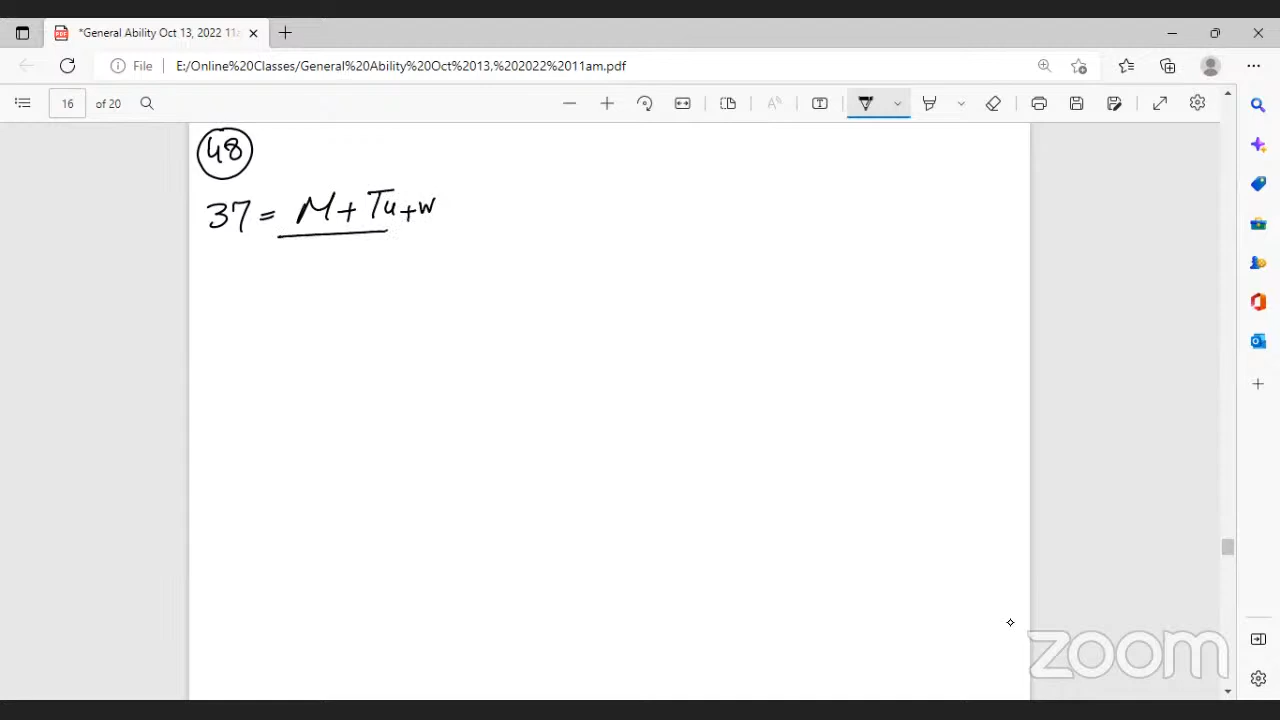 *General Ability Oct 13, 2022 11a
File E:/Online%20Classes/General%20Ability%20Oct%2013,%202022%2011am.pdf
16 of 20
48
37 = M + Tu + W
zoom